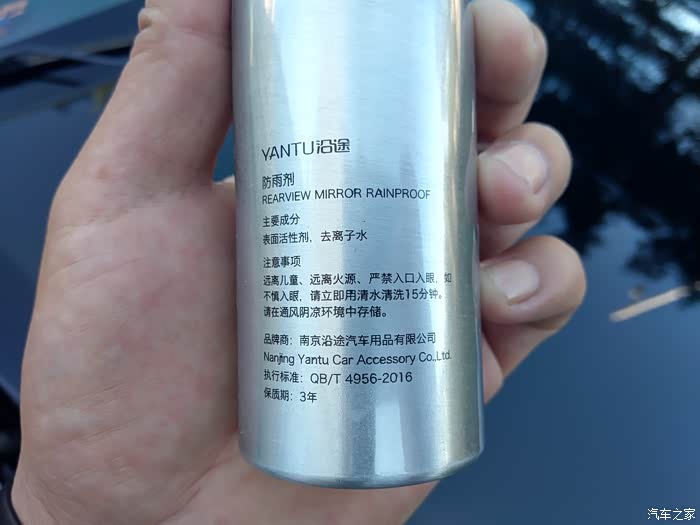 YANTU沿途
防雨剂
REARVIEW MIRROR RAINPROOF
主要成分
表面活性剂，去离子水
注意事项
远离儿童、远离火源、严禁入口入眼，如
不慎入眼，请立即用清水清洗15分钟。
请在通风阴凉环境中存储。
品牌商：南京沿途汽车用品有限公司
Nanjing Yantu Car Accessory Co.,Ltd.
执行标准：QB/T 4956-2016
保质期：3年
汽车之家